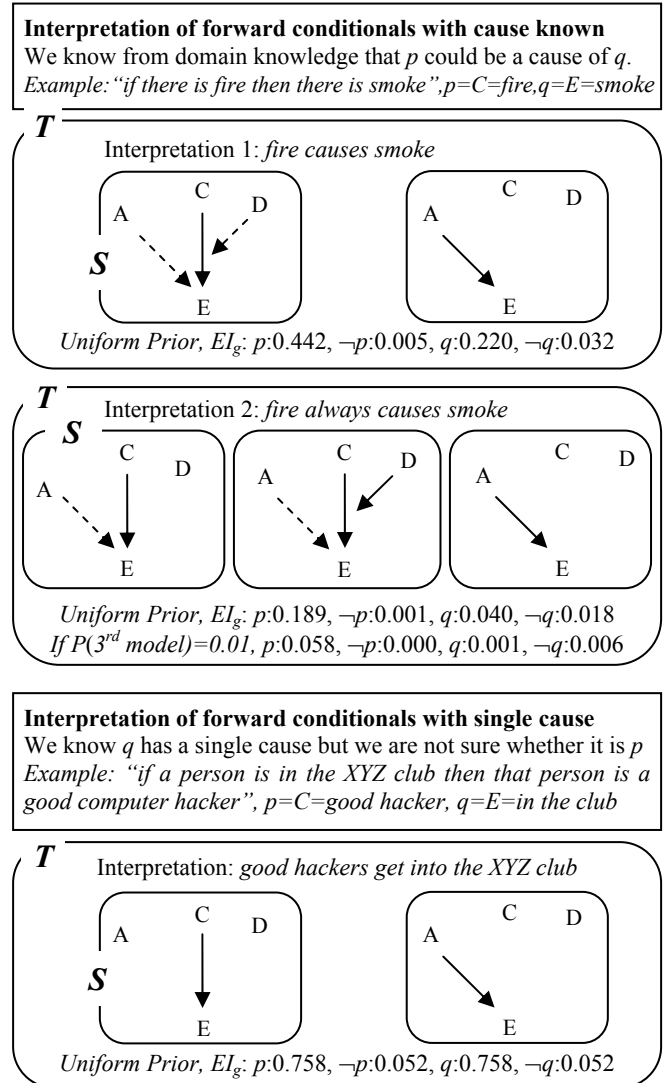 Interpretation of forward conditionals with cause known
We know from domain knowledge that p could be a cause of q.
Example:“if there is fire then there is smoke”,p=C=fire,q=E=smoke
T
Interpretation 1: fire causes smoke
C
D
A
S
E
C
D
A
E
Uniform Prior, EIg: p:0.442, ¬p:0.005, q:0.220, ¬q:0.032
T
Interpretation 2: fire always causes smoke
S
C
D
A
E
C
D
A
E
C
D
A
E
Uniform Prior, EIg: p:0.189, ¬p:0.001, q:0.040, ¬q:0.018
If P(3rd model)=0.01, p:0.058, ¬p:0.000, q:0.001, ¬q:0.006
Interpretation of forward conditionals with single cause
We know q has a single cause but we are not sure whether it is p
Example: “if a person is in the XYZ club then that person is a
good computer hacker”, p=C=good hacker, q=E=in the club
T
Interpretation: good hackers get into the XYZ club
C
D
A
S
E
C
D
A
E
Uniform Prior, EIg: p:0.758, ¬p:0.052, q:0.758, ¬q:0.052